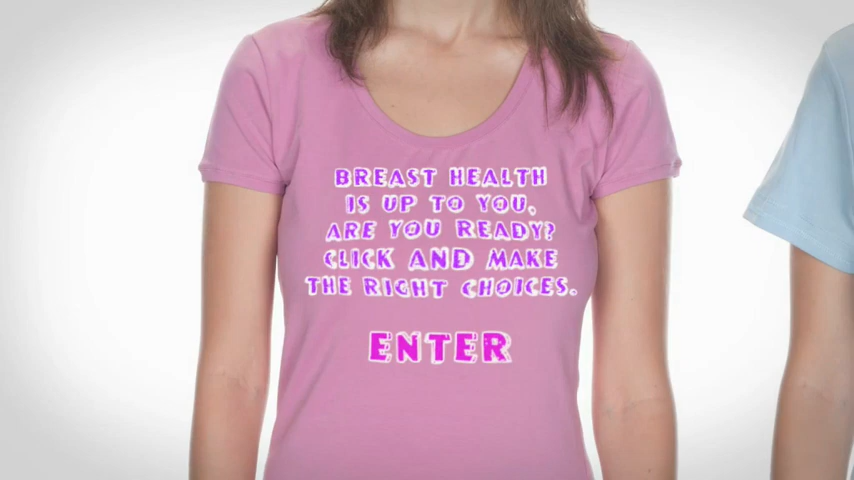 BREAST HEALTH
IS UP TO YOU,
ARE YOU READY?
CLICK AND MAKE
THE RIGHT CHOICES.
ENTER